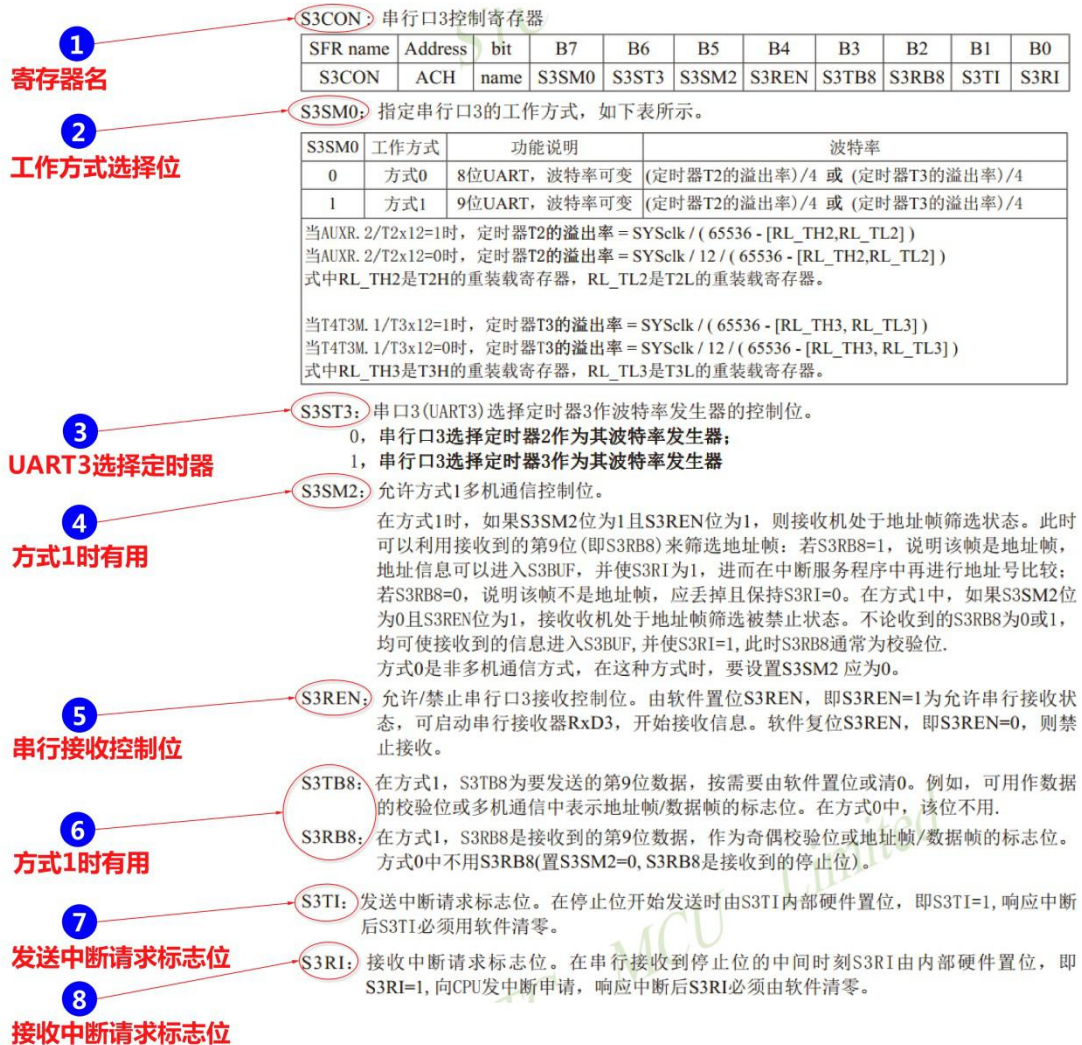 S3CON：串行口3控制寄存器
1
寄存器名
SFR name Address bit B7 B6 B5 B4 B3 B2 B1 B0
S3CON ACH name S3SM0 S3ST3 S3SM2 S3REN S3TB8 S3RB8 S3TI S3RI
S3SM0：指定串行口3的工作方式，如下表所示。
2
工作方式选择位
S3SM0 工作方式 功能说明 波特率
0 方式0 8位UART，波特率可变 (定时器T2的溢出率)/4 或 (定时器T3的溢出率)/4
1 方式1 9位UART，波特率可变 (定时器T2的溢出率)/4 或 (定时器T3的溢出率)/4
当AUXR.2/T2x12=1时，定时器T2的溢出率 = SYSclk / ( 65536 - [RL_TH2,RL_TL2] )
当AUXR.2/T2x12=0时，定时器T2的溢出率 = SYSclk / 12 / ( 65536 - [RL_TH2,RL_TL2] )
式中RL_TH2是T2H的重装载寄存器，RL_TL2是T2L的重装载寄存器。
当T4T3M.1/T3x12=1时，定时器T3的溢出率 = SYSclk / ( 65536 - [RL_TH3, RL_TL3] )
当T4T3M.1/T3x12=0时，定时器T3的溢出率 = SYSclk / 12 / ( 65536 - [RL_TH3, RL_TL3] )
式中RL_TH3是T3H的重装载寄存器，RL_TL3是T3L的重装载寄存器。
S3ST3：串口3(UART3)选择定时器3作波特率发生器的控制位。
3
UART3选择定时器
0，串行口3选择定时器2作为其波特率发生器；
1，串行口3选择定时器3作为其波特率发生器
S3SM2：允许方式1多机通信控制位。
4
方式1时有用
在方式1时，如果S3SM2位为1且S3REN位为1，则接收机处于地址帧筛选状态。此时
可以利用接收到的第9位(即S3RB8)来筛选地址帧：若S3RB8=1，说明该帧是地址帧，
地址信息可以进入S3BUF，并使S3RI为1，进而在中断服务程序中再进行地址号比较；
若S3RB8=0，说明该帧不是地址帧，应丢掉且保持S3RI=0。在方式1中，如果S3SM2位
为0且S3REN位为1，接收收机处于地址帧筛选被禁止状态。不论收到的S3RB8为0或1，
均可使接收到的信息进入S3BUF,并使S3RI=1,此时S3RB8通常为校验位.
方式0是非多机通信方式，在这种方式时，要设置S3SM2 应为0。
S3REN：允许/禁止串行口3接收控制位。由软件置位S3REN，即S3REN=1为允许串行接收状
态，可启动串行接收器RxD3，开始接收信息。软件复位S3REN，即S3REN=0，则禁
止接收。
5
串行接收控制位
S3TB8：在方式1，S3TB8为要发送的第9位数据，按需要由软件置位或清0。例如，可用作数据
的校验位或多机通信中表示地址帧/数据帧的标志位。在方式0中，该位不用.
S3RB8：在方式1，S3RB8是接收到的第9位数据，作为奇偶校验位或地址帧/数据帧的标志位。
方式0中不用S3RB8(置S3SM2=0, S3RB8是接收到的停止位)。
6
方式1时有用
S3TI：发送中断请求标志位。在停止位开始发送时由S3TI内部硬件置位，即S3TI=1,响应中断
后S3TI必须用软件清零。
7
发送中断请求标志位
S3RI：接收中断请求标志位。在串行接收到停止位的中间时刻S3RI由内部硬件置位，即
S3RI=1,向CPU发中断申请，响应中断后S3RI必须由软件清零。
8
接收中断请求标志位
STC
MCU Limited